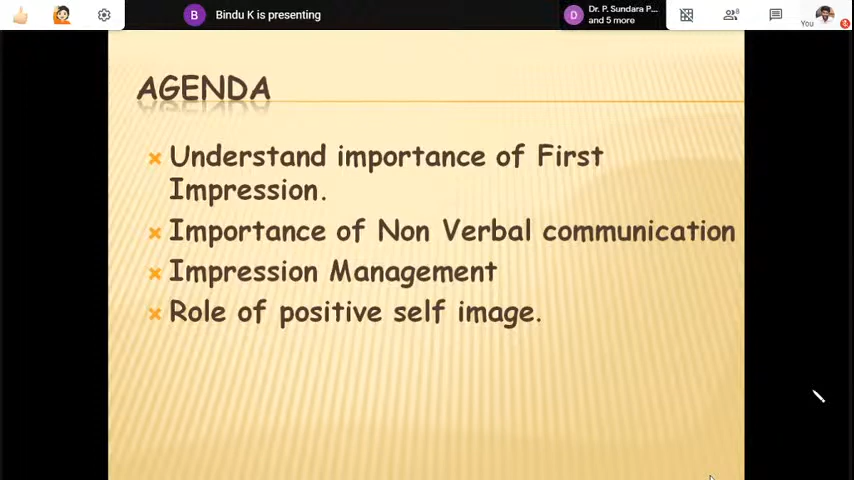 B Bindu K is presenting
D Dr. P. Sundara P...
and 5 more
8
You
AGENDA
Understand importance of First
Impression.
Importance of Non Verbal communication
Impression Management
Role of positive self image.